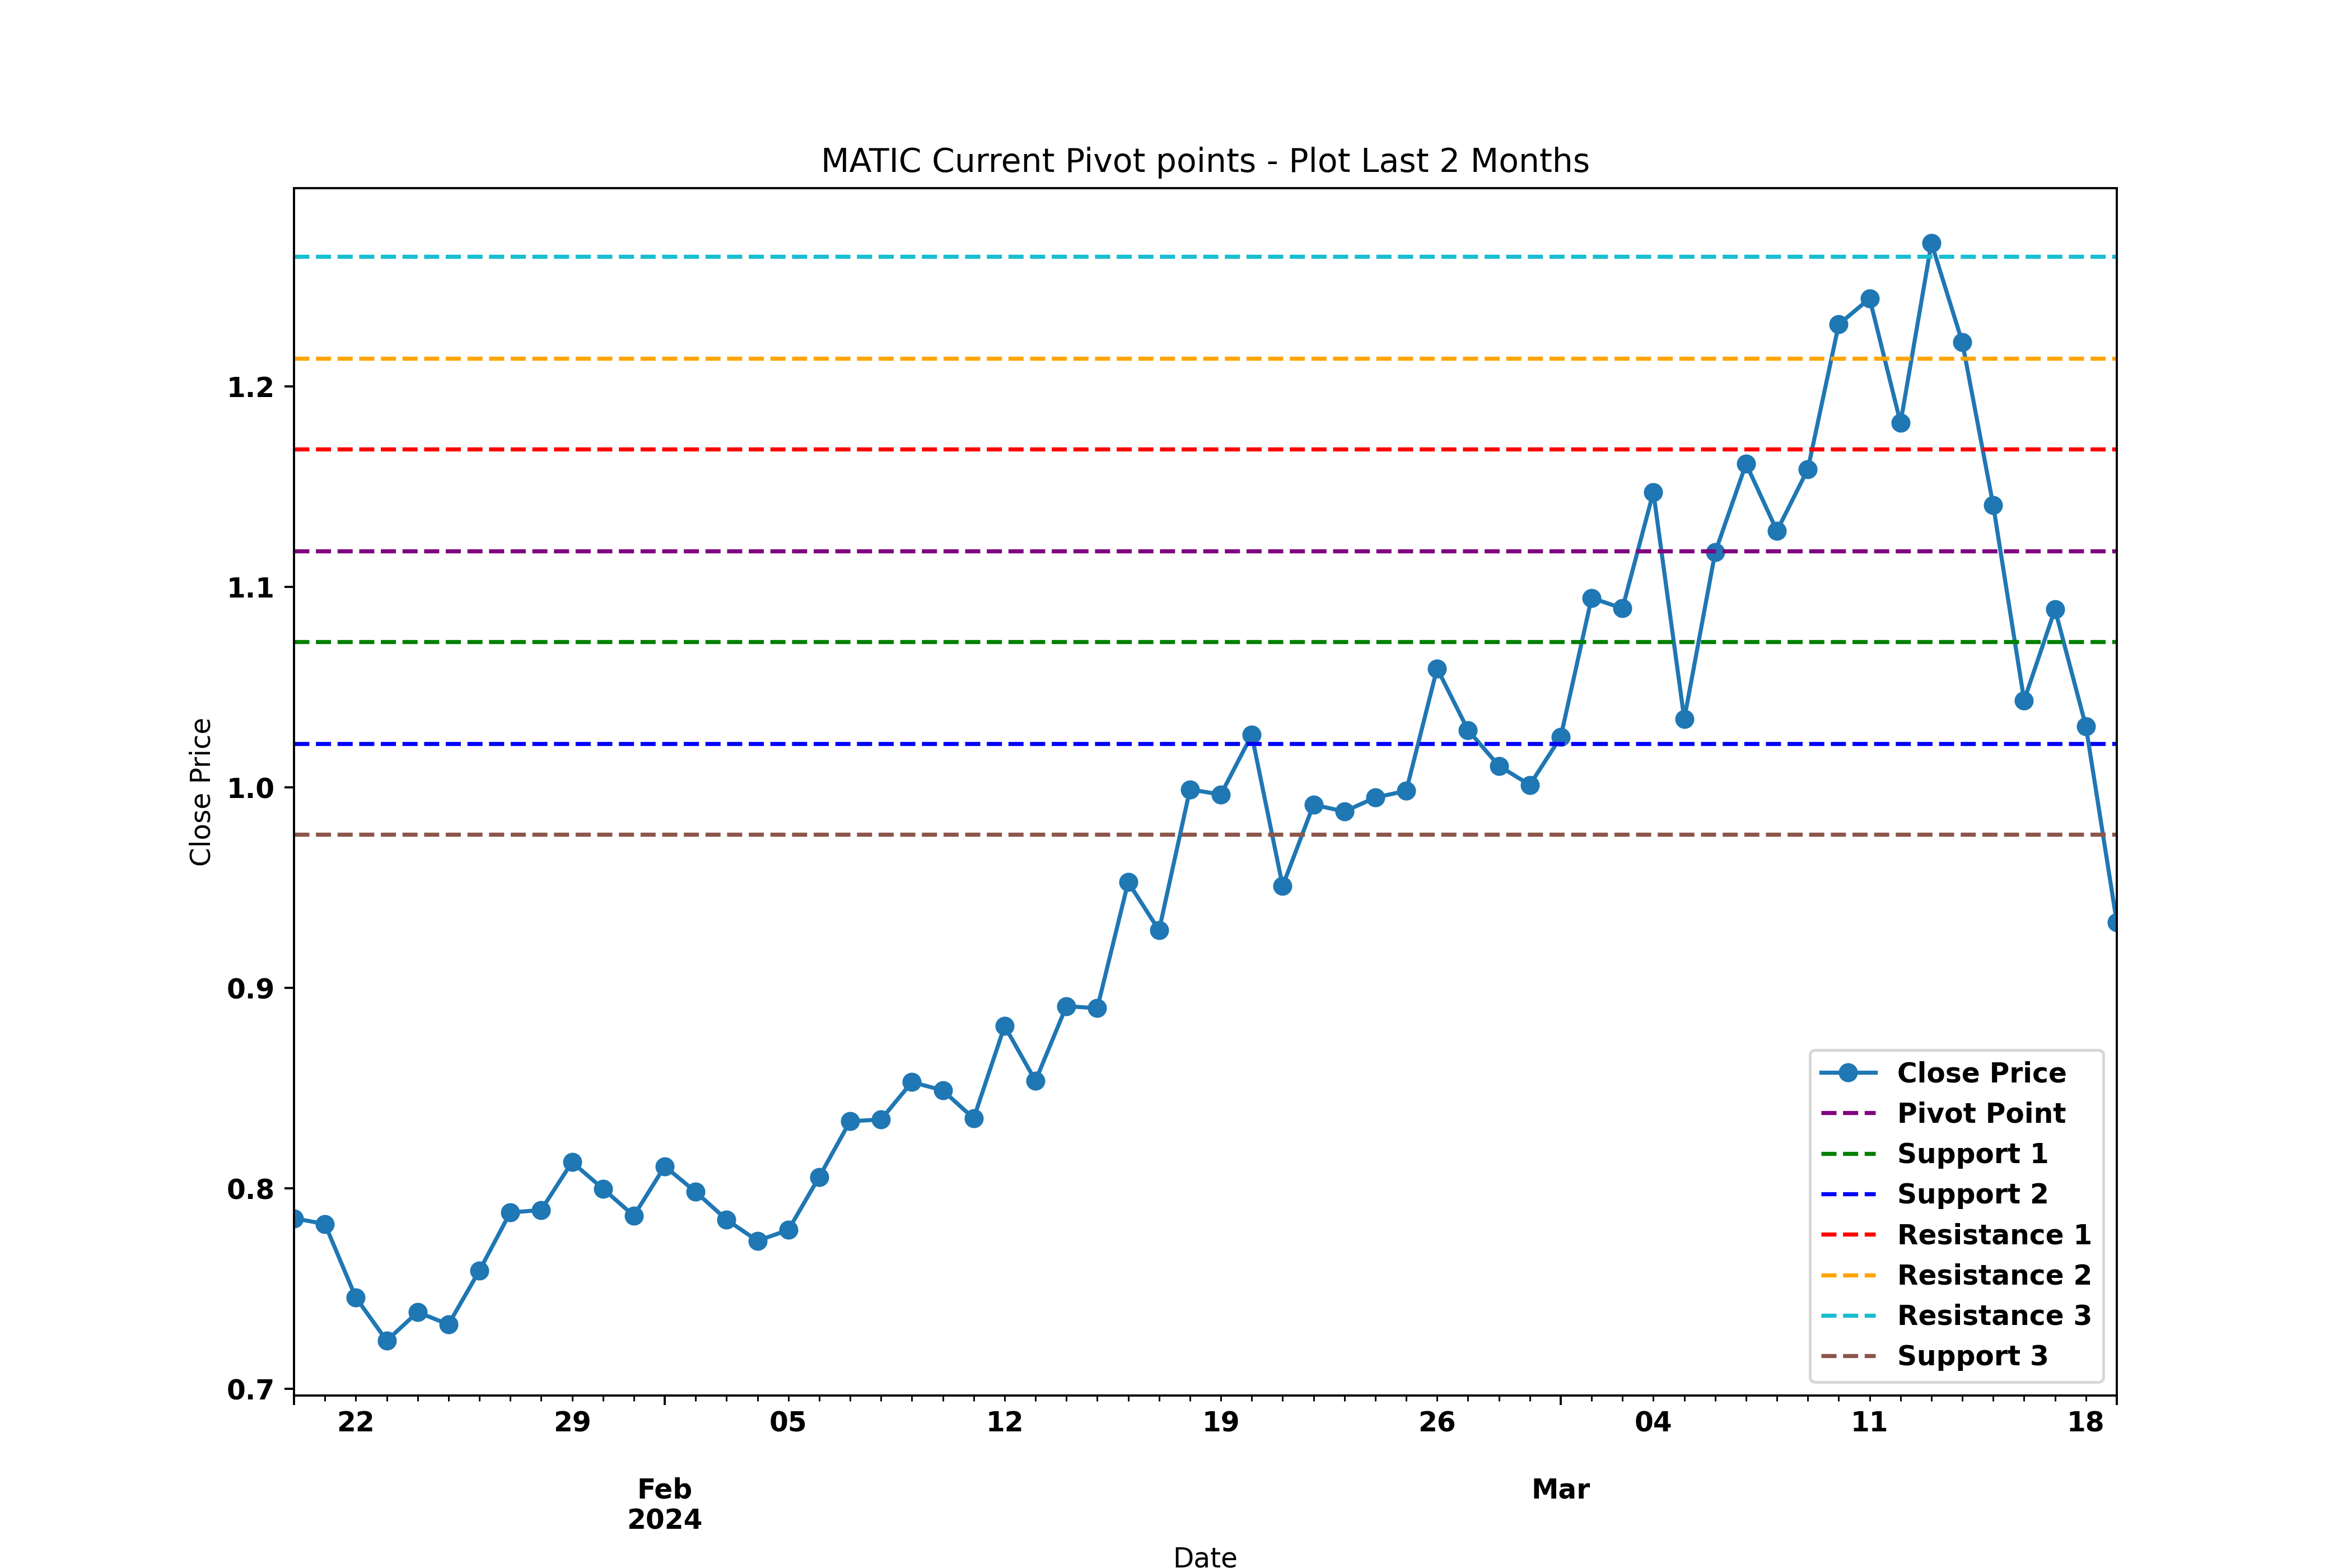 MATIC Current Pivot points - Plot Last 2 Months
Close Price
1.2
1.1
1.0
0.9
0.8
0.7
22 29 05 12 19 26 04 11 18
Feb Mar
2024
Date
Close Price
Pivot Point
Support 1
Support 2
Resistance 1
Resistance 2
Resistance 3
Support 3